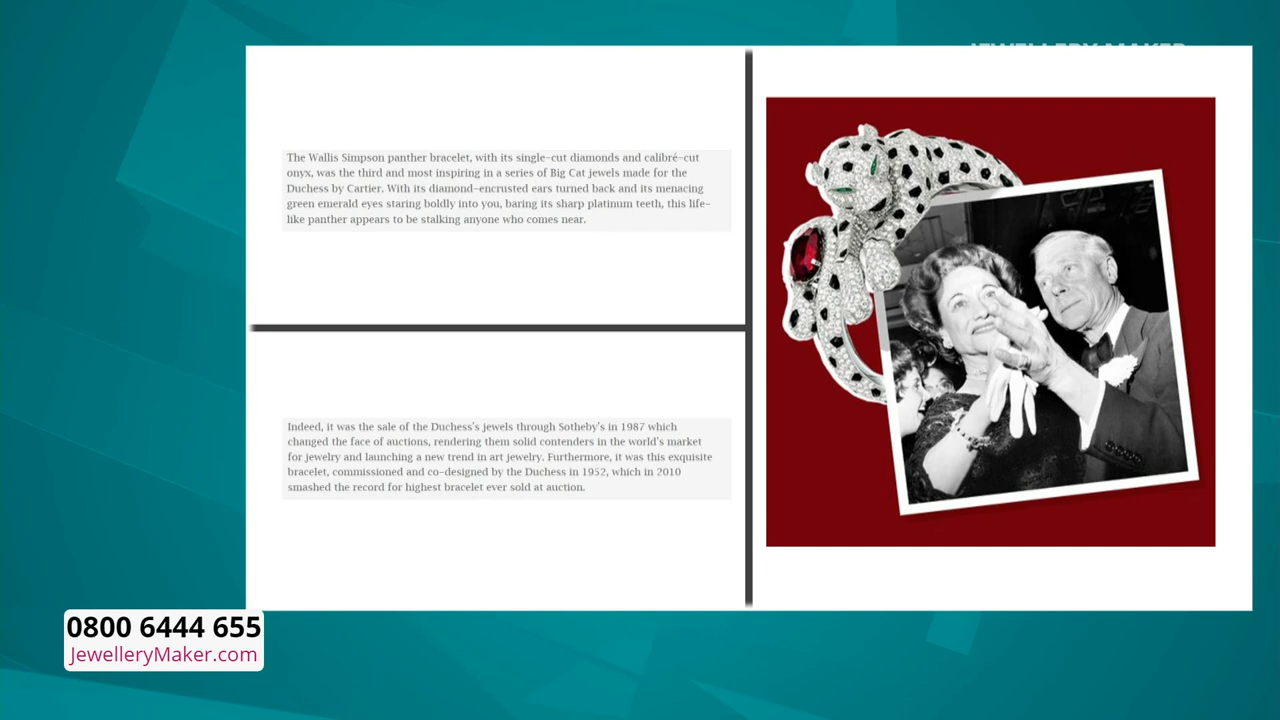 JEWELLERY MAKER
The Wallis Simpson panther bracelet, with its single-cut diamonds and calibré-cut
onyx, was the third and most inspiring in a series of Big Cat jewels made for the
Duchess by Cartier. With its diamond-encrusted ears turned back and its menacing
green emerald eyes staring boldly into you, baring its sharp platinum teeth, this life-
like panther appears to be stalking anyone who comes near.
Indeed, it was the sale of the Duchess's jewels through Sotheby's in 1987 which
changed the face of auctions, rendering them solid contenders in the world's market
for jewelry and launching a new trend in art jewelry. Furthermore, it was this exquisite
bracelet, commissioned and co-designed by the Duchess in 1952, which in 2010
smashed the record for highest bracelet ever sold at auction.
0800 6444 655
JewelleryMaker.com